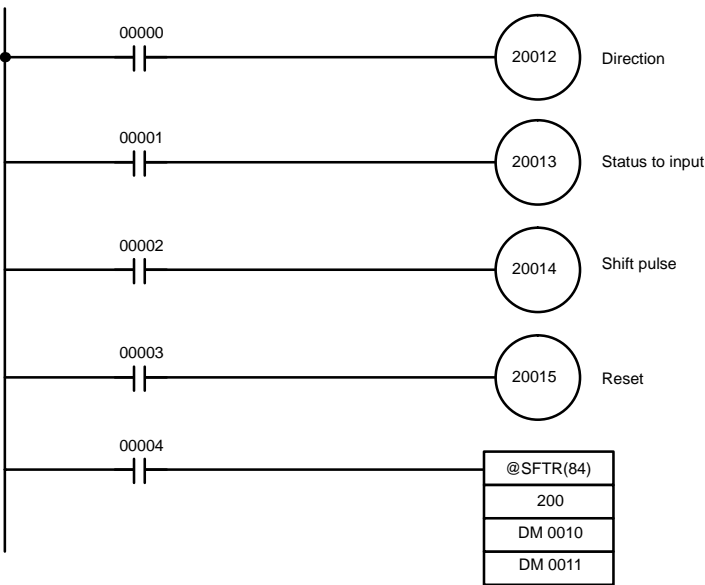 00000
20012 Direction
00001
20013 Status to input
00002
20014 Shift pulse
00003
20015 Reset
00004
@SFTR(84)
200
DM 0010
DM 0011